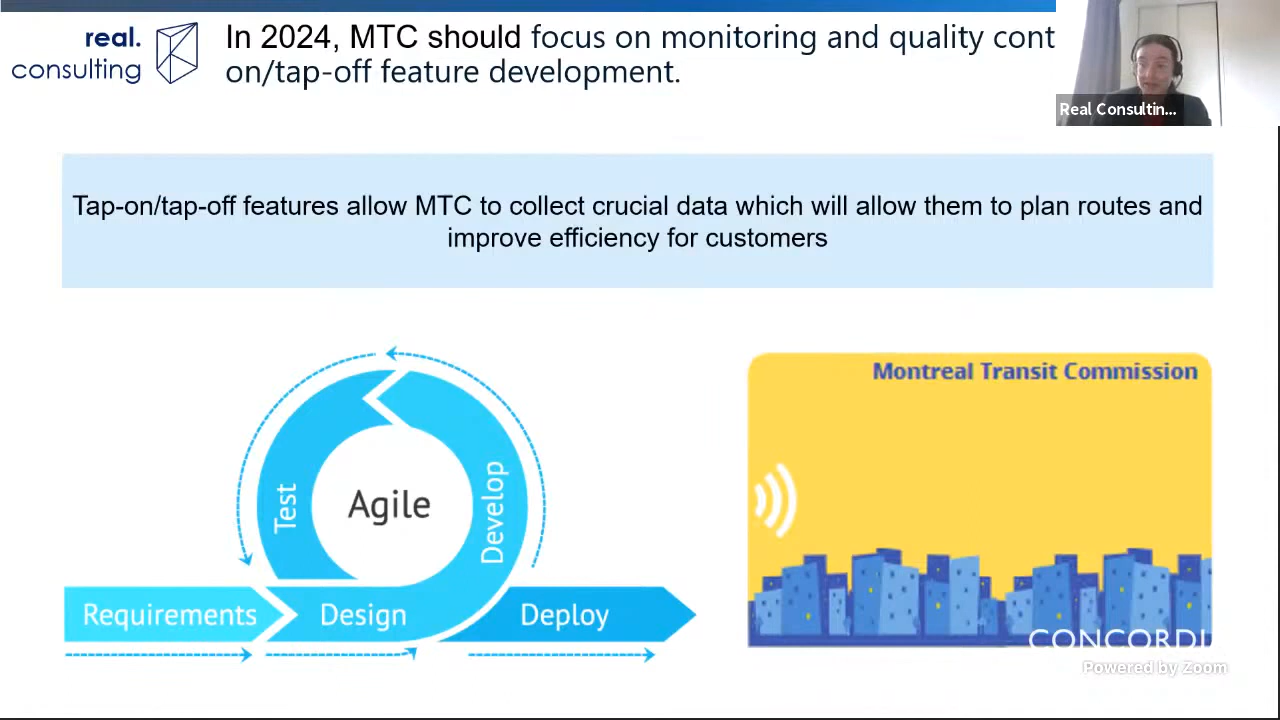 real.
consulting
In 2024, MTC should focus on monitoring and quality cont
on/tap-off feature development.
Real Consultin...
Tap-on/tap-off features allow MTC to collect crucial data which will allow them to plan routes and
improve efficiency for customers
Montreal Transit Commission
Test
Agile
Develop
Requirements
Design
Deploy
CONCORDI
Powered by Zoom